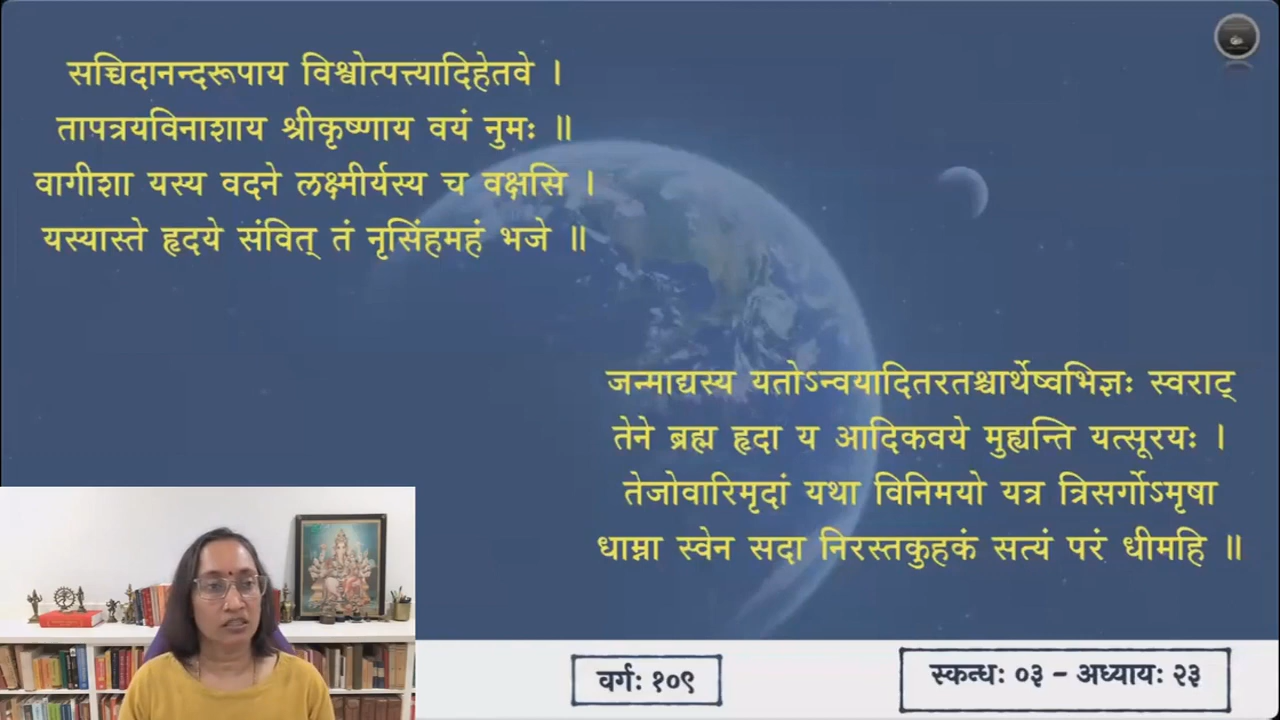 सच्चिदानन्दरूपाय विश्वोत्पत्त्यादिहेतवे ।
तापत्रयविनाशाय श्रीकृष्णाय वयं नुमः ॥
वागीशा यस्य वदने लक्ष्मीर्यस्य च वक्षसि ।
यस्यास्ते हृदये संवित् तं नृसिंहमहं भजे ॥
जन्माद्यस्य यतोऽन्वयादितरतश्चार्थेष्वभिज्ञः स्वराट्
तेने ब्रह्म हृदा य आदिकवये मुह्यन्ति यत्सूरयः ।
तेजोवारिमृदां यथा विनिमयो यत्र त्रिसर्गोऽमृषा
धाम्ना स्वेन सदा निरस्तकुहकं सत्यं परं धीमहि ॥
वर्गः १०९
स्कन्धः ०३ - अध्यायः २३